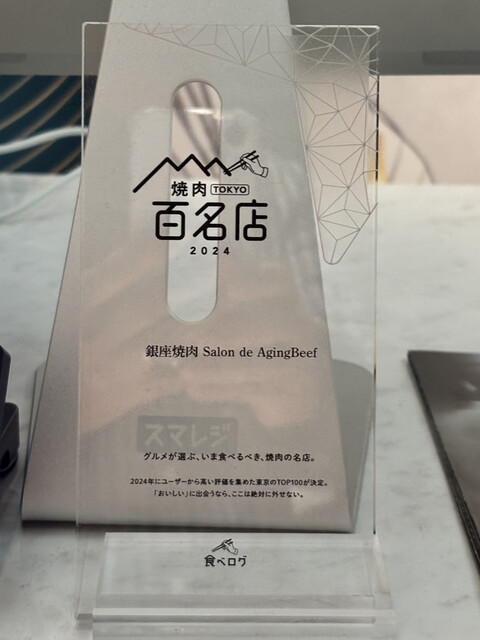 焼肉 TOKYO
百名店
2024
銀座焼肉 Salon de AgingBeef
スマレジ
グルメが選ぶ、いま食べるべき、焼肉の名店。
2024年にユーザーから高い評価を集めた東京のTOP100が決定。
「おいしい」に出会うなら、ここは絶対に外せない。
食べログ